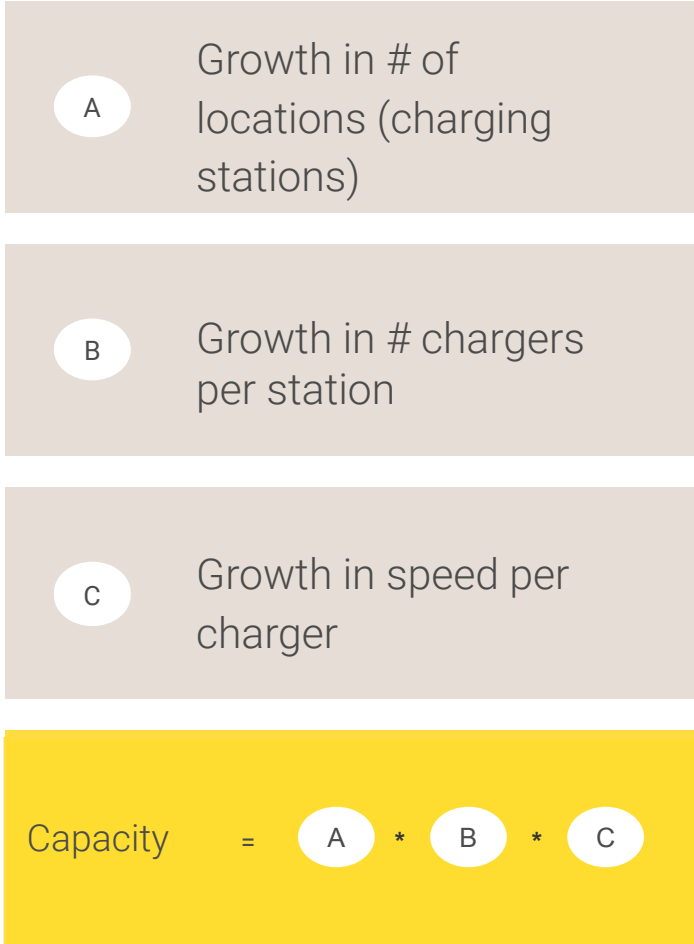 A
Growth in # of
locations (charging
stations)
B
Growth in # chargers
per station
C
Growth in speed per
charger
Capacity = A * B * C